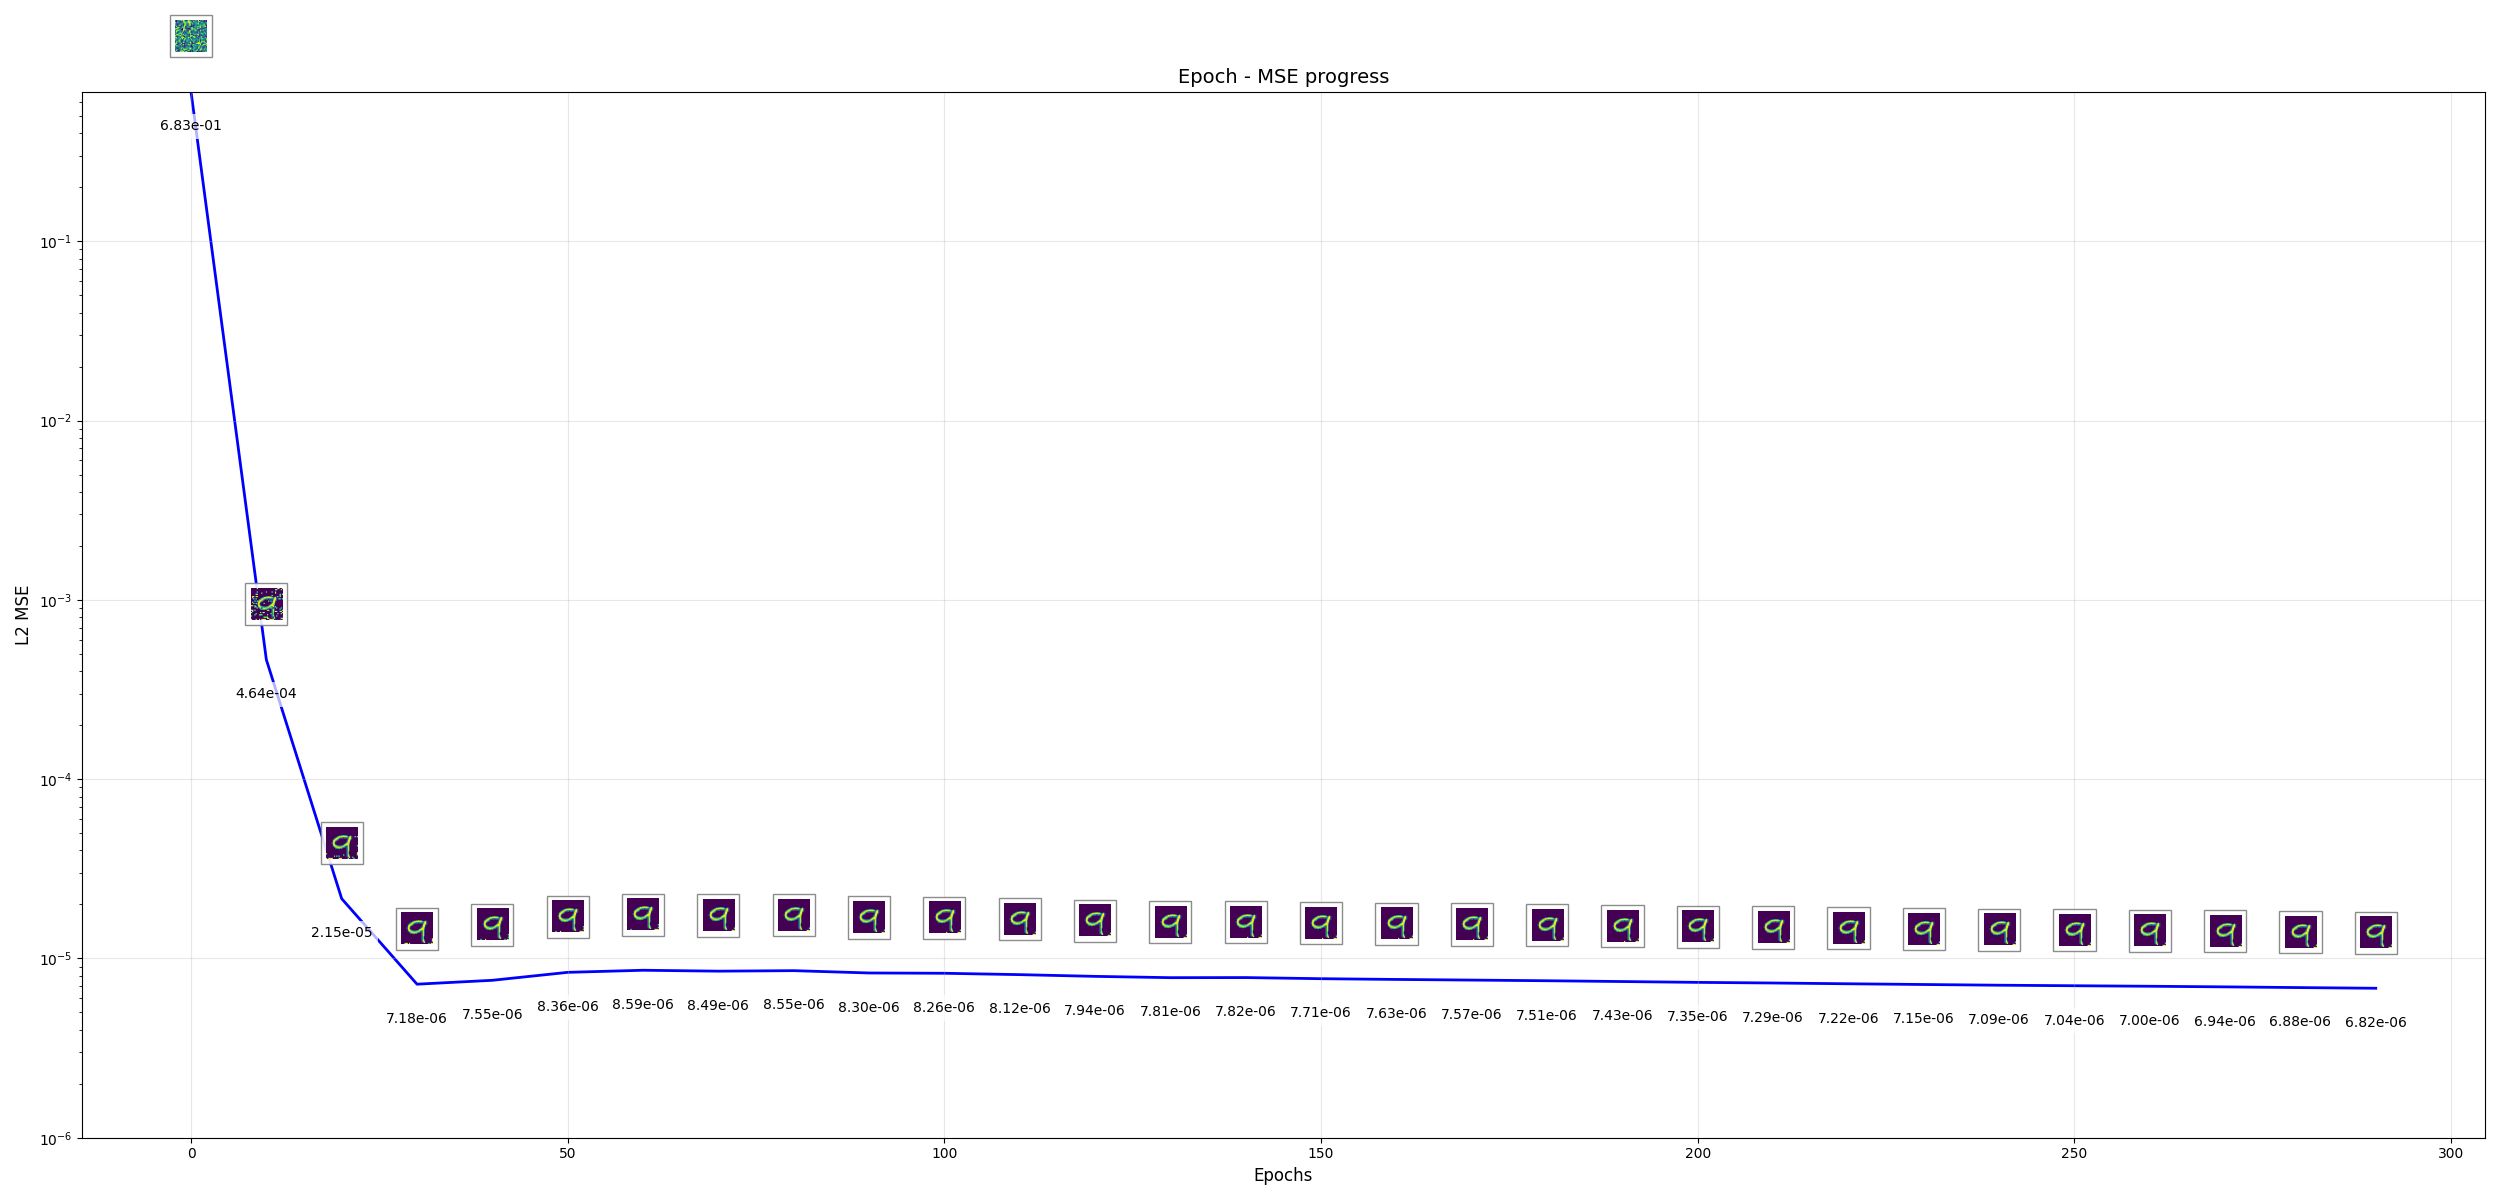 Epoch - MSE progress
L2 MSE
10⁻¹
10⁻²
10⁻³
10⁻⁴
10⁻⁵
10⁻⁶
6.83e-01
4.64e-04
2.15e-05
7.18e-06
7.55e-06
8.36e-06
8.59e-06
8.49e-06
8.55e-06
8.30e-06
8.26e-06
8.12e-06
7.94e-06
7.81e-06
7.82e-06
7.71e-06
7.63e-06
7.57e-06
7.51e-06
7.43e-06
7.35e-06
7.29e-06
7.22e-06
7.15e-06
7.09e-06
7.04e-06
7.00e-06
6.94e-06
6.88e-06
6.82e-06
0 50 100 150 200 250 300
Epochs